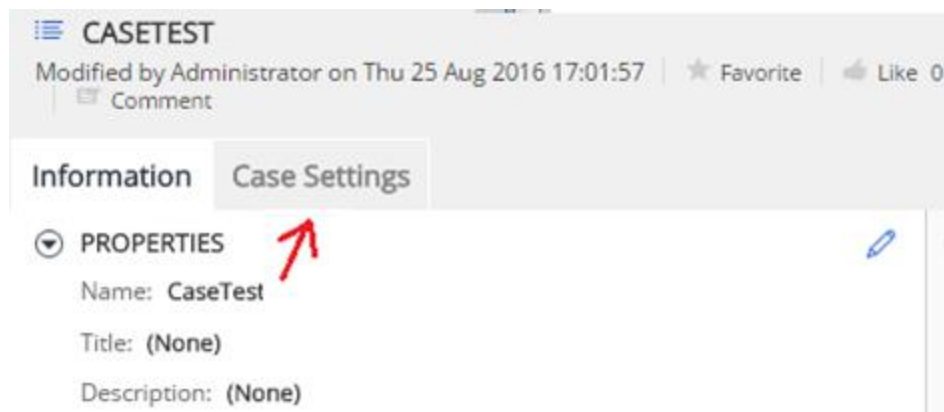 CASETEST
Modified by Administrator on Thu 25 Aug 2016 17:01:57 Favorite Like 0
Comment
Information Case Settings
PROPERTIES
Name: CaseTest
Title: (None)
Description: (None)